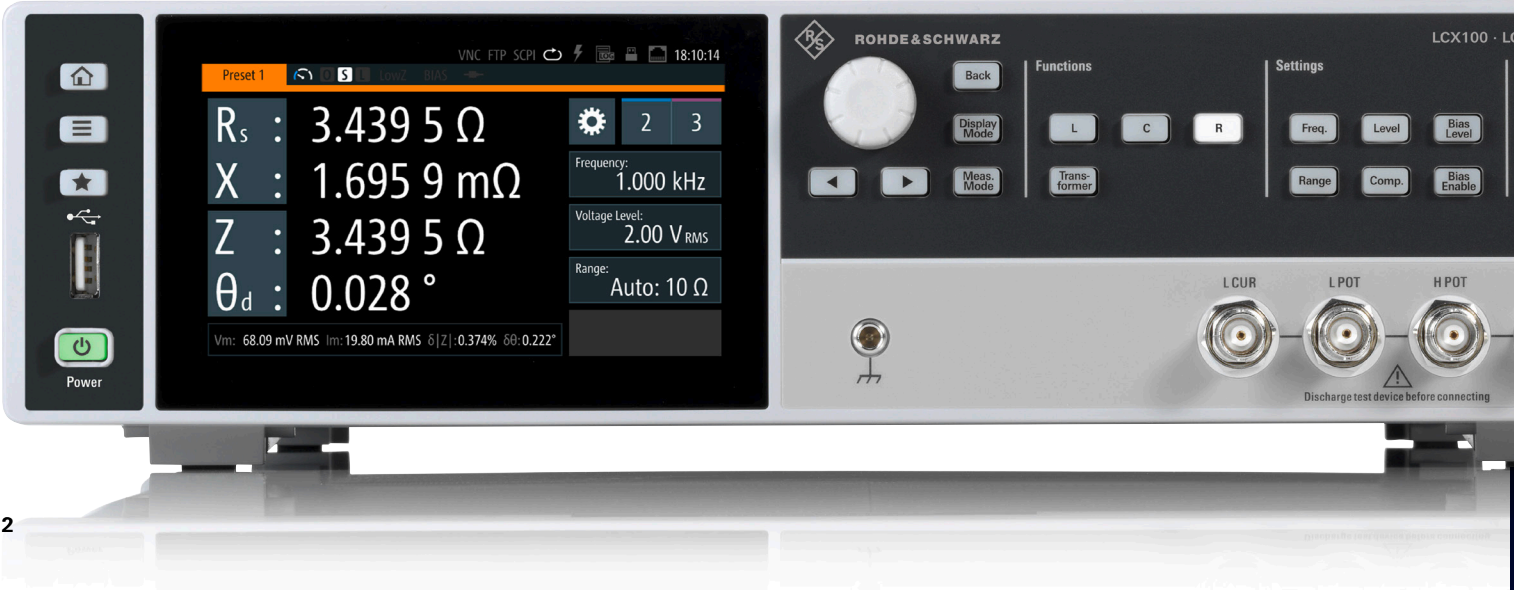 VNC FTP SCPI LOG 18:10:14
Preset 1 O S L LowZ BIAS
Rs : 3.439 5 Ω
X : 1.695 9 mΩ
Z : 3.439 5 Ω
θd : 0.028 °
Vm: 68.09 mV RMS Im: 19.80 mA RMS δ|Z|: 0.374% δθ: 0.222°
2 3
Frequency:
1.000 kHz
Voltage Level:
2.00 V RMS
Range:
Auto: 10 Ω
Power
R S
ROHDE&SCHWARZ
LCX100 · LC
Back
Display
Mode
Meas.
Mode
Functions
L C R
Trans-
former
Settings
Freq. Level Bias
Level
Range Comp. Bias
Enable
L CUR L POT H POT
Discharge test device before connecting
2